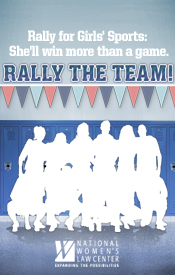 Rally for Girls' Sports:
She'll win more than a game.
RALLY THE TEAM!
NATIONAL
WOMEN'S
LAW CENTER
EXPANDING THE POSSIBILITIES